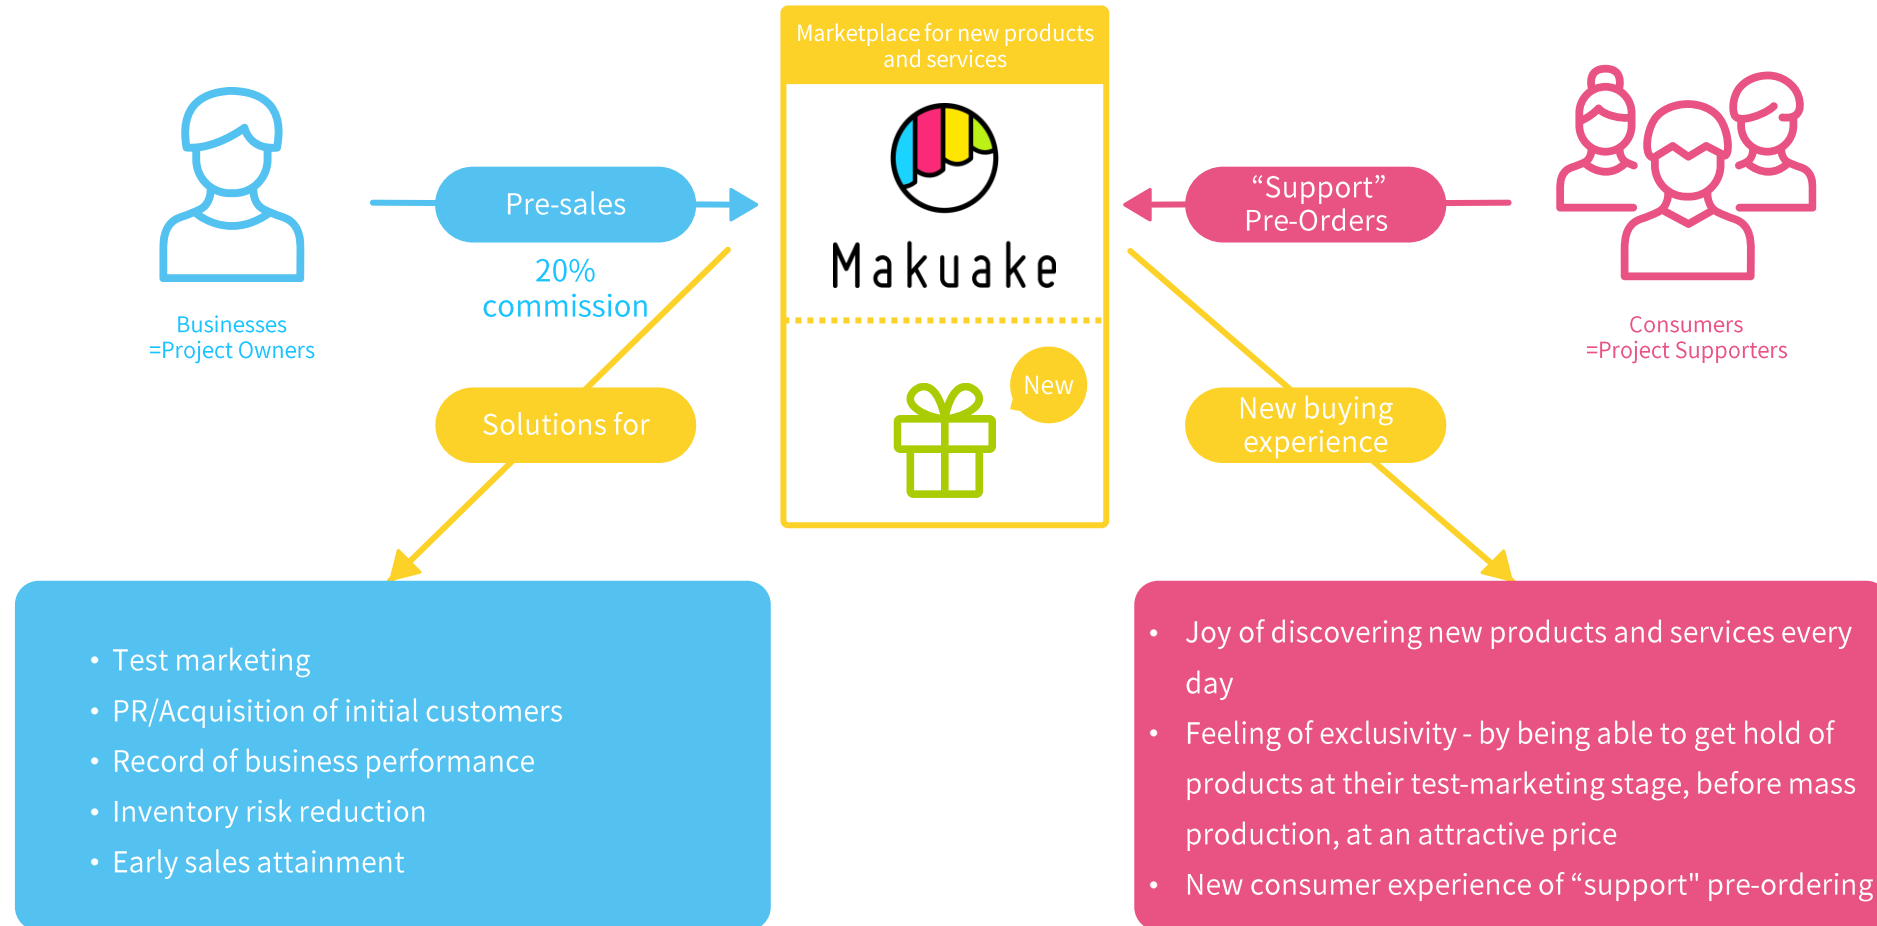 Marketplace for new products
and services
Makuake
New
Pre-sales
20%
commission
Businesses
=Project Owners
“Support”
Pre-Orders
Consumers
=Project Supporters
Solutions for
New buying
experience
• Test marketing
• PR/Acquisition of initial customers
• Record of business performance
• Inventory risk reduction
• Early sales attainment
• Joy of discovering new products and services every
day
• Feeling of exclusivity - by being able to get hold of
products at their test-marketing stage, before mass
production, at an attractive price
• New consumer experience of “support" pre-ordering